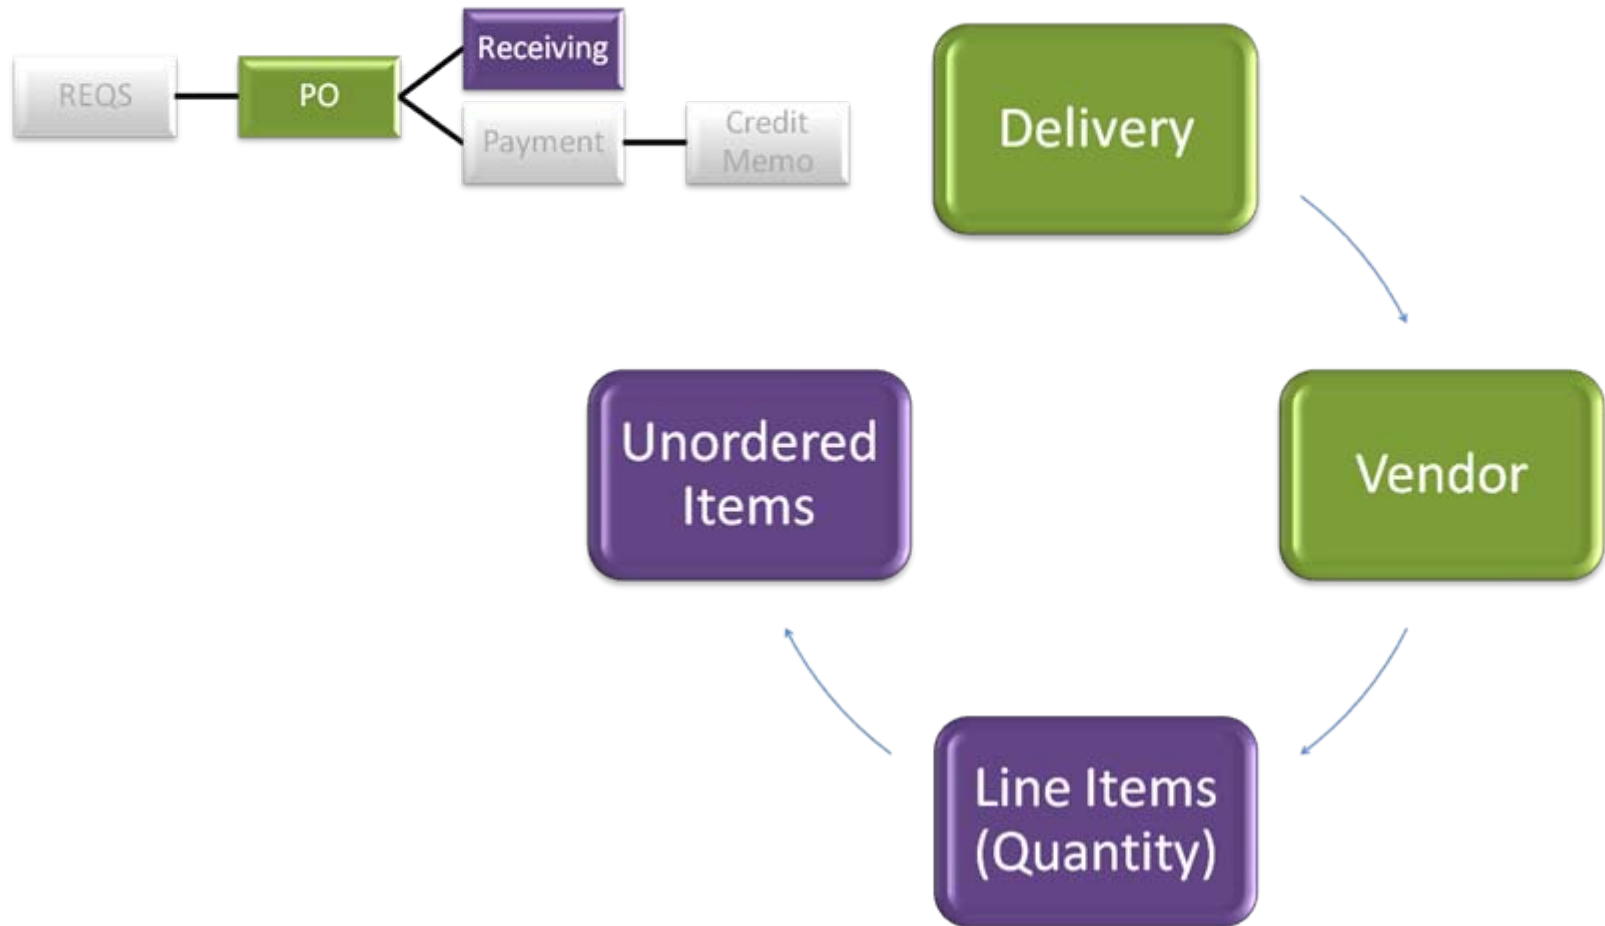 REQS
PO
Receiving
Payment
Credit
Memo
Delivery
Vendor
Line Items
(Quantity)
Unordered
Items